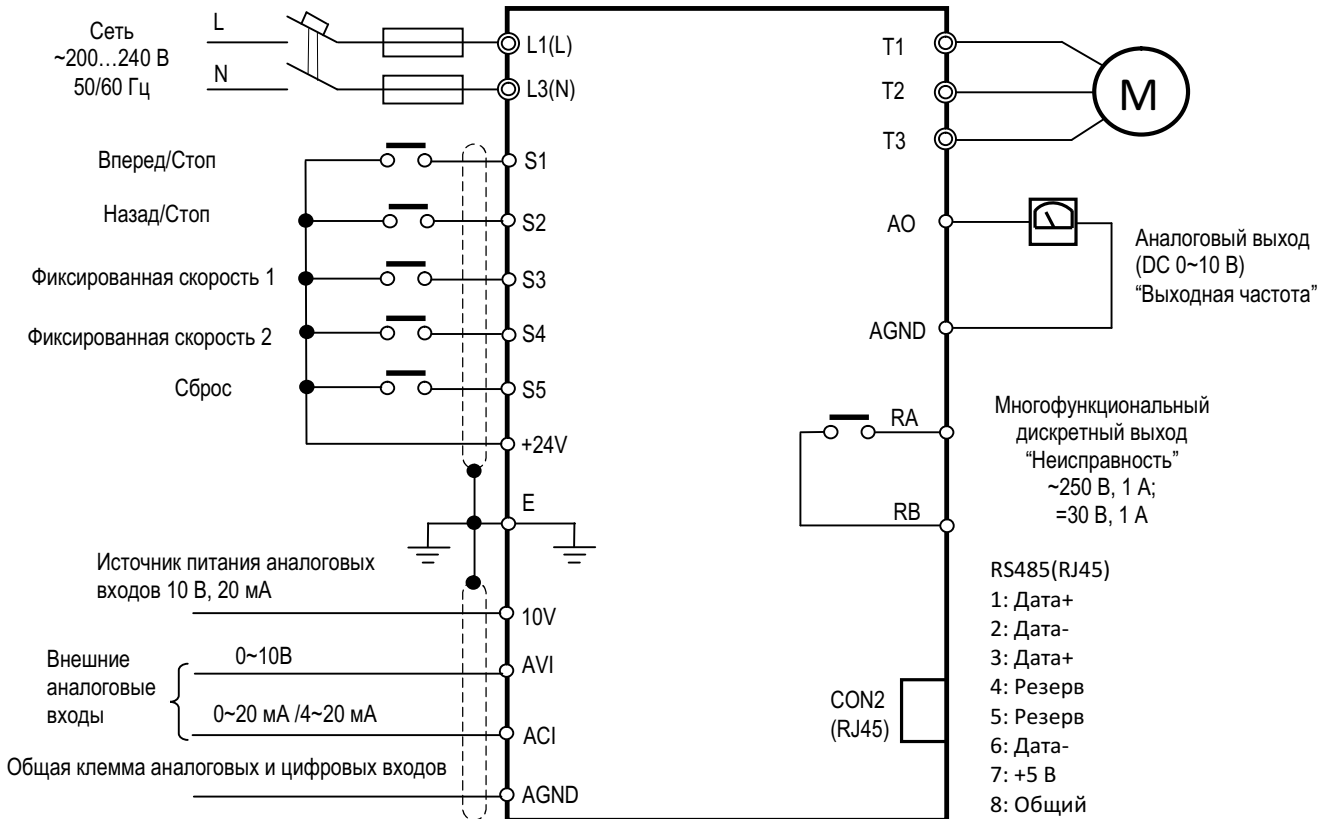 Сеть
~200…240 В
50/60 Гц
L
N
L1(L)
L3(N)
Вперед/Стоп
S1
Назад/Стоп
S2
Фиксированная скорость 1
S3
Фиксированная скорость 2
S4
Сброс
S5
+24V
E
Источник питания аналоговых
входов 10 В, 20 мА
10V
Внешние
аналоговые
входы
0~10В
AVI
0~20 мА /4~20 мА
ACI
Общая клемма аналоговых и цифровых входов
AGND
T1
T2
T3
M
AO
AGND
Аналоговый выход
(DC 0~10 В)
“Выходная частота”
RA
RB
Многофункциональный
дискретный выход
“Неисправность”
~250 В, 1 А;
=30 В, 1 А
CON2
(RJ45)
RS485(RJ45)
1: Дата+
2: Дата-
3: Дата+
4: Резерв
5: Резерв
6: Дата-
7: +5 В
8: Общий